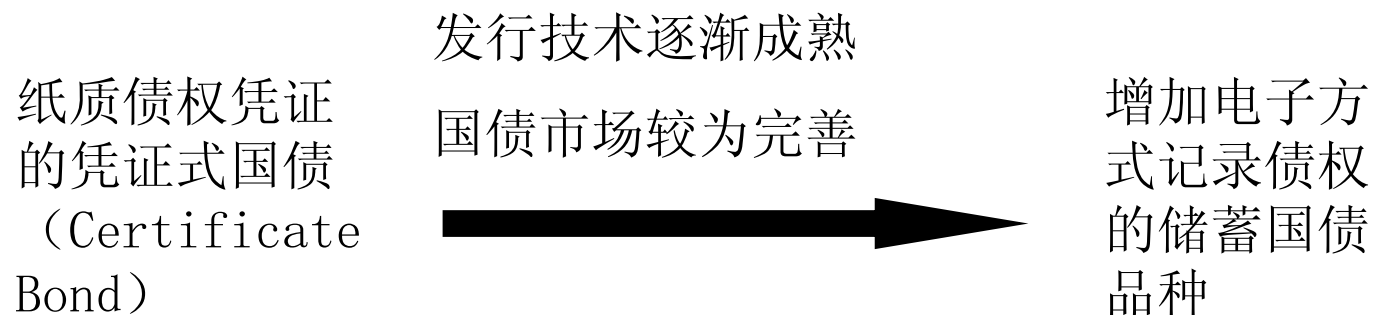 纸质债权凭证
的凭证式国债
（Certificate
Bond）
发行技术逐渐成熟
国债市场较为完善
增加电子方
式记录债权
的储蓄国债
品种